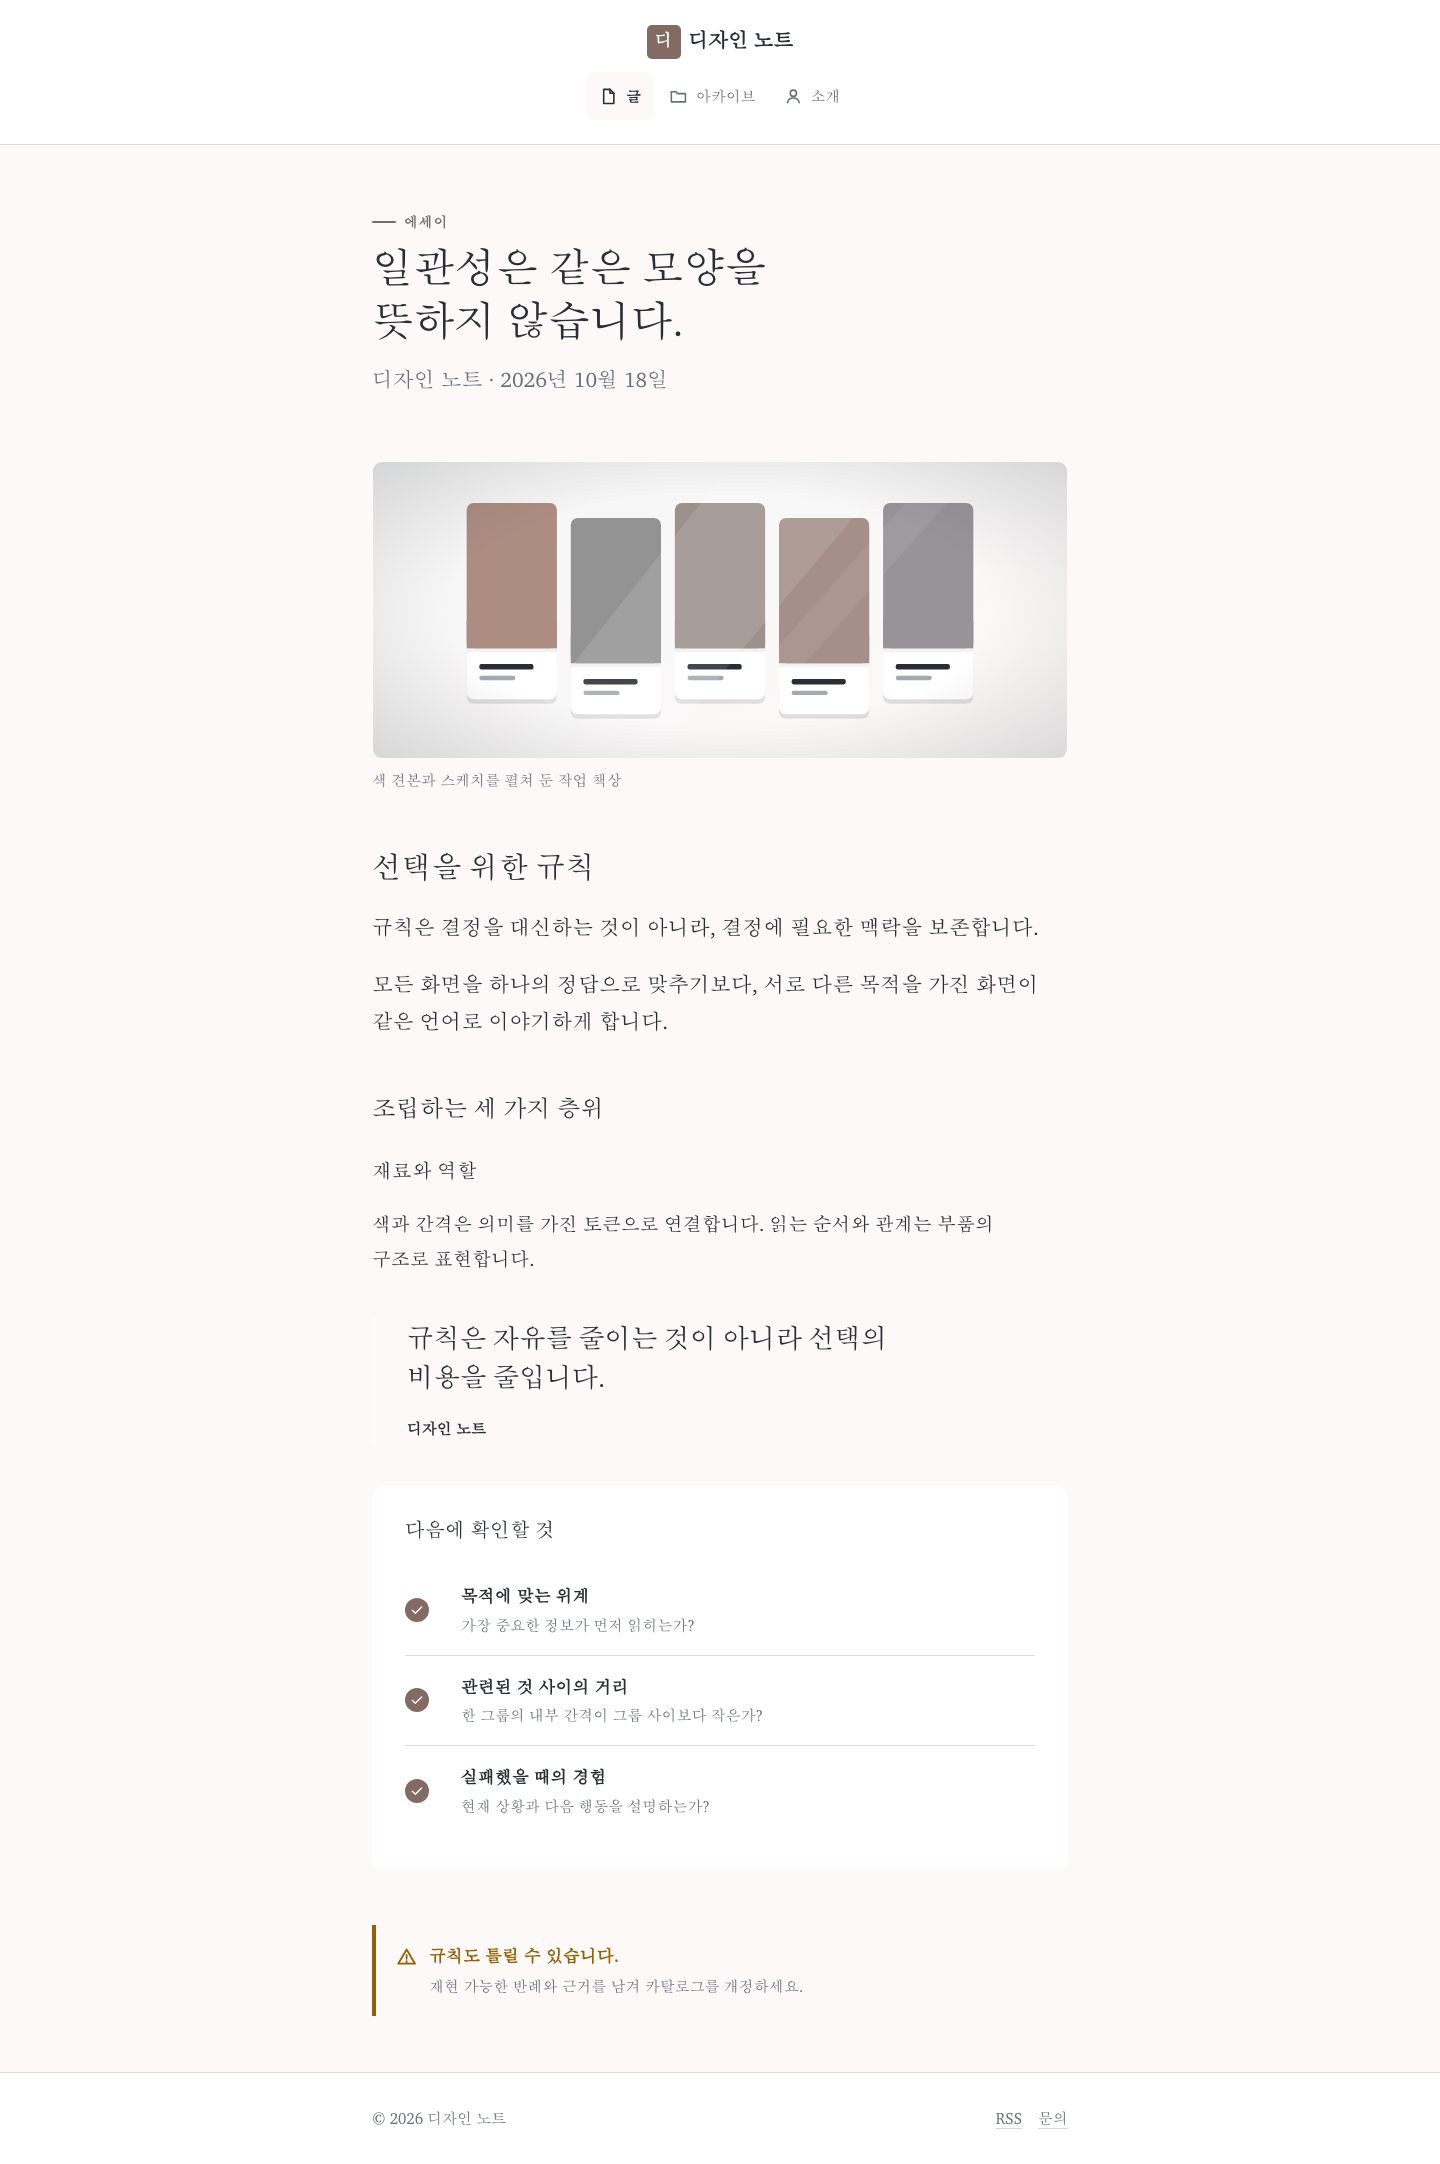 디 디자인 노트
글 아카이브 소개
에세이
일관성은 같은 모양을
뜻하지 않습니다.
디자인 노트 · 2026년 10월 18일
색 견본과 스케치를 펼쳐 둔 작업 책상
선택을 위한 규칙
규칙은 결정을 대신하는 것이 아니라, 결정에 필요한 맥락을 보존합니다.
모든 화면을 하나의 정답으로 맞추기보다, 서로 다른 목적을 가진 화면이
같은 언어로 이야기하게 합니다.
조립하는 세 가지 층위
재료와 역할
색과 간격은 의미를 가진 토큰으로 연결합니다. 읽는 순서와 관계는 부품의
구조로 표현합니다.
규칙은 자유를 줄이는 것이 아니라 선택의
비용을 줄입니다.
디자인 노트
다음에 확인할 것
목적에 맞는 위계
가장 중요한 정보가 먼저 읽히는가?
관련된 것 사이의 거리
한 그룹의 내부 간격이 그룹 사이보다 작은가?
실패했을 때의 경험
현재 상황과 다음 행동을 설명하는가?
규칙도 틀릴 수 있습니다.
재현 가능한 반례와 근거를 남겨 카탈로그를 개정하세요.
© 2026 디자인 노트
RSS 문의